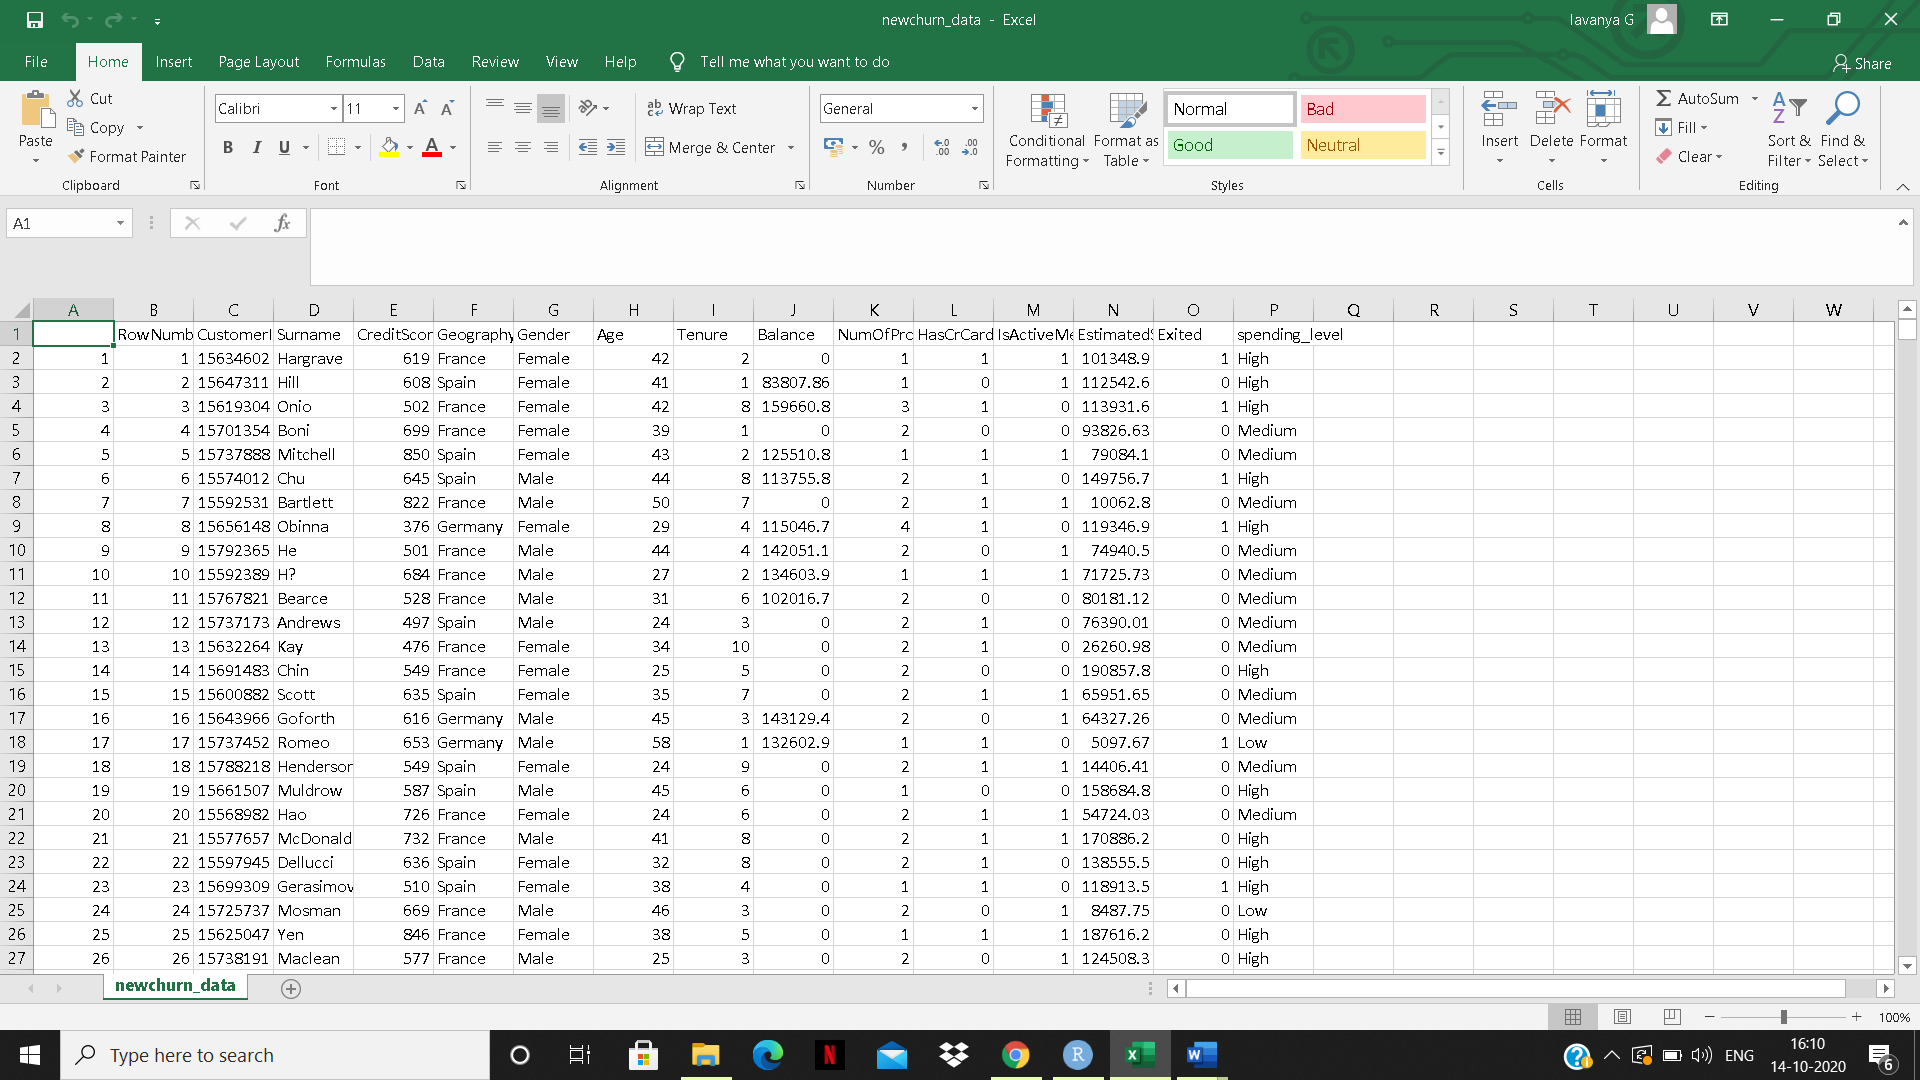 newchurn_data - Excel
lavanya G
File Home Insert Page Layout Formulas Data Review View Help Tell me what you want to do
Share
Paste
Cut
Copy
Format Painter
Clipboard
Calibri 11
B I U
Font
Wrap Text
Merge & Center
Alignment
General
Number
Conditional Formatting
Format as Table
Normal Bad
Good Neutral
Styles
Insert Delete Format
Cells
AutoSum
Fill
Clear
Sort & Filter
Find & Select
Editing
A1
fx
A B C D E F G H I J K L M N O P Q R S T U V W
1 RowNumb CustomerI Surname CreditScor Geography Gender Age Tenure Balance NumOfPro HasCrCard IsActiveMe EstimatedS Exited spending_level
2 1 1 15634602 Hargrave 619 France Female 42 2 0 1 1 1 101348.9 1 High
3 2 2 15647311 Hill 608 Spain Female 41 1 83807.86 1 0 1 112542.6 0 High
4 3 3 15619304 Onio 502 France Female 42 8 159660.8 3 1 0 113931.6 1 High
5 4 4 15701354 Boni 699 France Female 39 1 0 2 0 0 93826.63 0 Medium
6 5 5 15737888 Mitchell 850 Spain Female 43 2 125510.8 1 1 1 79084.1 0 Medium
7 6 6 15574012 Chu 645 Spain Male 44 8 113755.8 2 1 0 149756.7 1 High
8 7 7 15592531 Bartlett 822 France Male 50 7 0 2 1 1 10062.8 0 Medium
9 8 8 15656148 Obinna 376 Germany Female 29 4 115046.7 4 1 0 119346.9 1 High
10 9 9 15792365 He 501 France Male 44 4 142051.1 2 0 1 74940.5 0 Medium
11 10 10 15592389 H? 684 France Male 27 2 134603.9 1 1 1 71725.73 0 Medium
12 11 11 15767821 Bearce 528 France Male 31 6 102016.7 2 0 0 80181.12 0 Medium
13 12 12 15737173 Andrews 497 Spain Male 24 3 0 2 1 0 76390.01 0 Medium
14 13 13 15632264 Kay 476 France Female 34 10 0 2 1 0 26260.98 0 Medium
15 14 14 15691483 Chin 549 France Female 25 5 0 2 0 0 190857.8 0 High
16 15 15 15600882 Scott 635 Spain Female 35 7 0 2 1 1 65951.65 0 Medium
17 16 16 15643966 Goforth 616 Germany Male 45 3 143129.4 2 0 1 64327.26 0 Medium
18 17 17 15737452 Romeo 653 Germany Male 58 1 132602.9 1 1 0 5097.67 1 Low
19 18 18 15788218 Henderson 549 Spain Female 24 9 0 2 1 1 14406.41 0 Medium
20 19 19 15661507 Muldrow 587 Spain Male 45 6 0 1 0 0 158684.8 0 High
21 20 20 15568982 Hao 726 France Female 24 6 0 2 1 1 54724.03 0 Medium
22 21 21 15577657 McDonald 732 France Male 41 8 0 2 1 1 170886.2 0 High
23 22 22 15597945 Dellucci 636 Spain Female 32 8 0 2 1 0 138555.5 0 High
24 23 23 15699309 Gerasimov 510 Spain Female 38 4 0 1 1 0 118913.5 1 High
25 24 24 15725737 Mosman 669 France Male 46 3 0 2 0 1 8487.75 0 Low
26 25 25 15625047 Yen 846 France Female 38 5 0 1 1 1 187616.2 0 High
27 26 26 15738191 Maclean 577 France Male 25 3 0 2 0 1 124508.3 0 High
newchurn_data
100%
Type here to search
ENG
16:10
14-10-2020
6